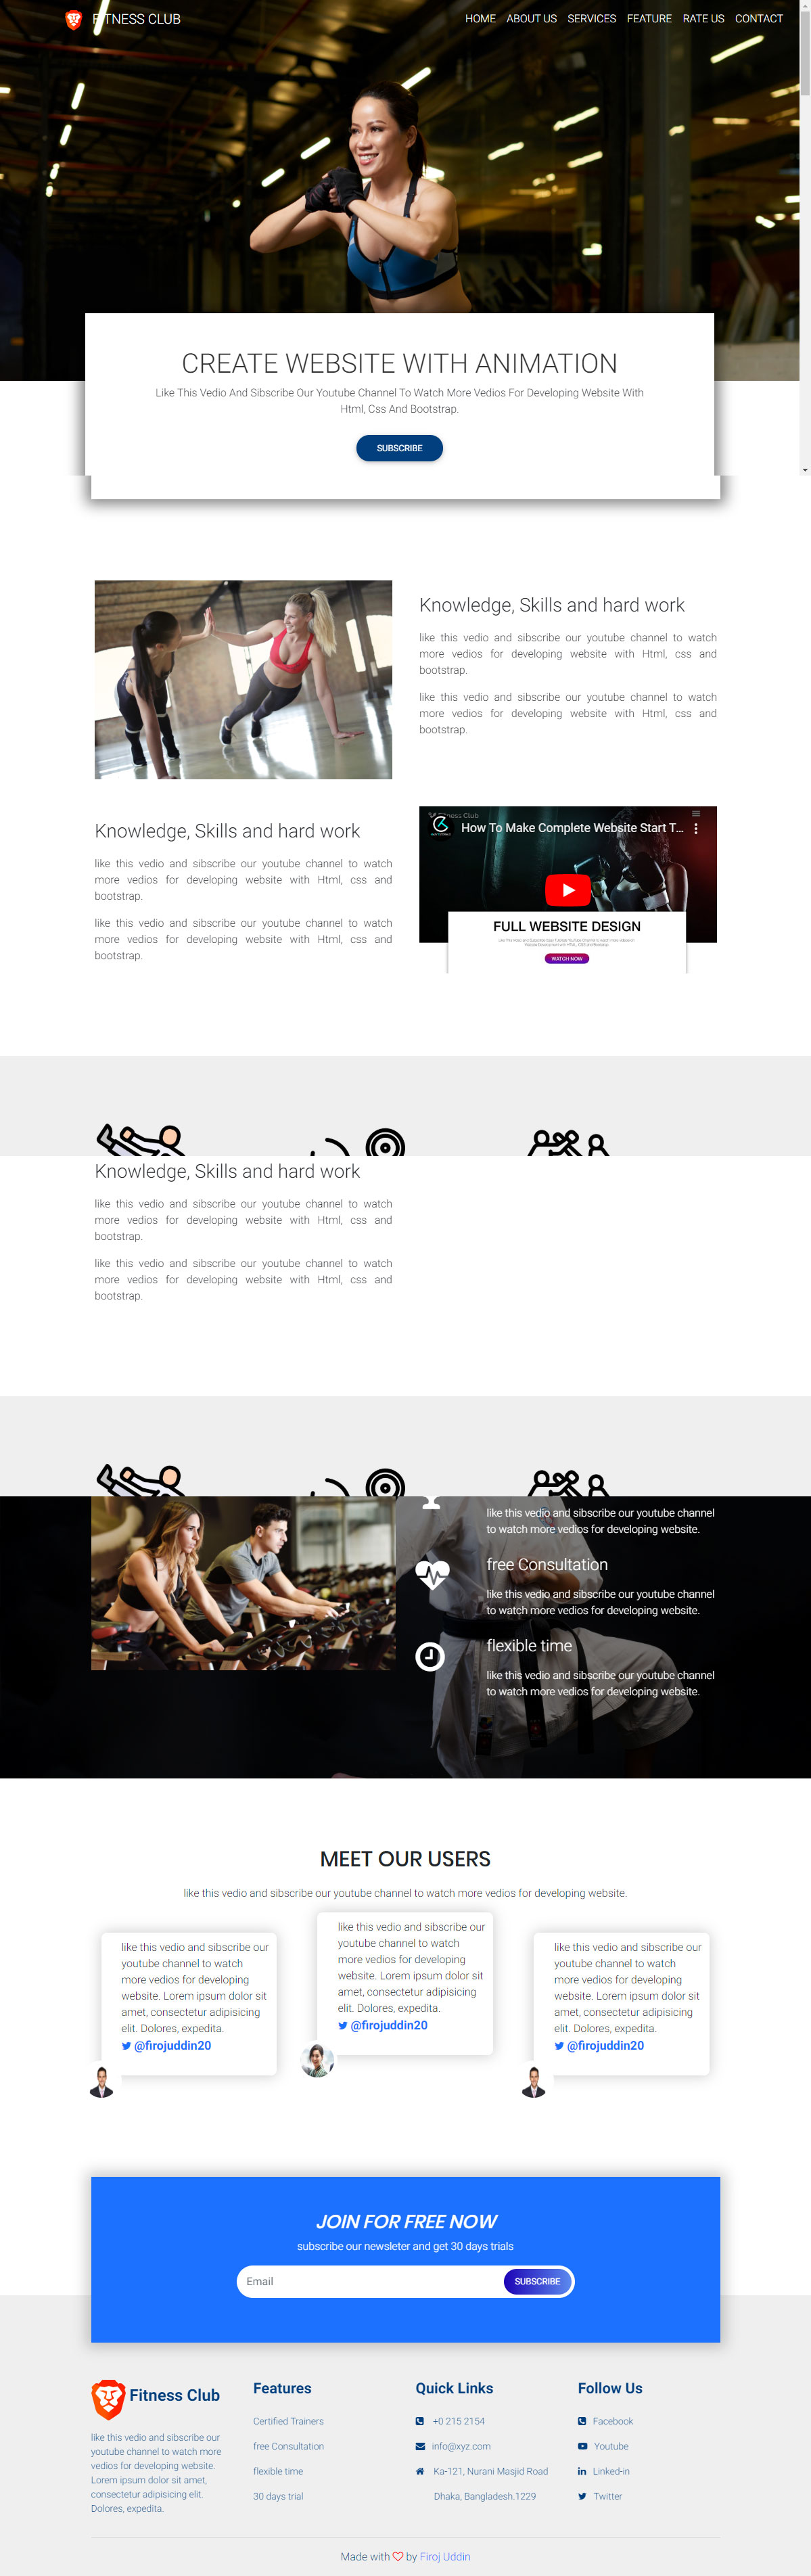 FITNESS CLUB HOME ABOUT US SERVICES FEATURE RATE US CONTACT
CREATE WEBSITE WITH ANIMATION
Like This Vedio And Sibscribe Our Youtube Channel To Watch More Vedios For Developing Website With
Html, Css And Bootstrap.
SUBSCRIBE
Knowledge, Skills and hard work
like this vedio and sibscribe our youtube channel to watch
more vedios for developing website with Html, css and
bootstrap.
like this vedio and sibscribe our youtube channel to watch
more vedios for developing website with Html, css and
bootstrap.
Knowledge, Skills and hard work
like this vedio and sibscribe our youtube channel to watch
more vedios for developing website with Html, css and
bootstrap.
like this vedio and sibscribe our youtube channel to watch
more vedios for developing website with Html, css and
bootstrap.
How To Make Complete Website Start T...
FULL WEBSITE DESIGN
WATCH NOW
Knowledge, Skills and hard work
like this vedio and sibscribe our youtube channel to watch
more vedios for developing website with Html, css and
bootstrap.
like this vedio and sibscribe our youtube channel to watch
more vedios for developing website with Html, css and
bootstrap.
like this vedio and sibscribe our youtube channel
to watch more vedios for developing website.
free Consultation
like this vedio and sibscribe our youtube channel
to watch more vedios for developing website.
flexible time
like this vedio and sibscribe our youtube channel
to watch more vedios for developing website.
MEET OUR USERS
like this vedio and sibscribe our youtube channel to watch more vedios for developing website.
like this vedio and sibscribe our
youtube channel to watch
more vedios for developing
website. Lorem ipsum dolor sit
amet, consectetur adipisicing
elit. Dolores, expedita.
@firojuddin20
like this vedio and sibscribe our
youtube channel to watch
more vedios for developing
website. Lorem ipsum dolor sit
amet, consectetur adipisicing
elit. Dolores, expedita.
@firojuddin20
like this vedio and sibscribe our
youtube channel to watch
more vedios for developing
website. Lorem ipsum dolor sit
amet, consectetur adipisicing
elit. Dolores, expedita.
@firojuddin20
JOIN FOR FREE NOW
subscribe our newsleter and get 30 days trials
Email SUBSCRIBE
Fitness Club
like this vedio and sibscribe our
youtube channel to watch more
vedios for developing website.
Lorem ipsum dolor sit amet,
consectetur adipisicing elit.
Dolores, expedita.
Features
Certified Trainers
free Consultation
flexible time
30 days trial
Quick Links
+0 215 2154
info@xyz.com
Ka-121, Nurani Masjid Road
Dhaka, Bangladesh.1229
Follow Us
Facebook
Youtube
Linked-in
Twitter
Made with by Firoj Uddin